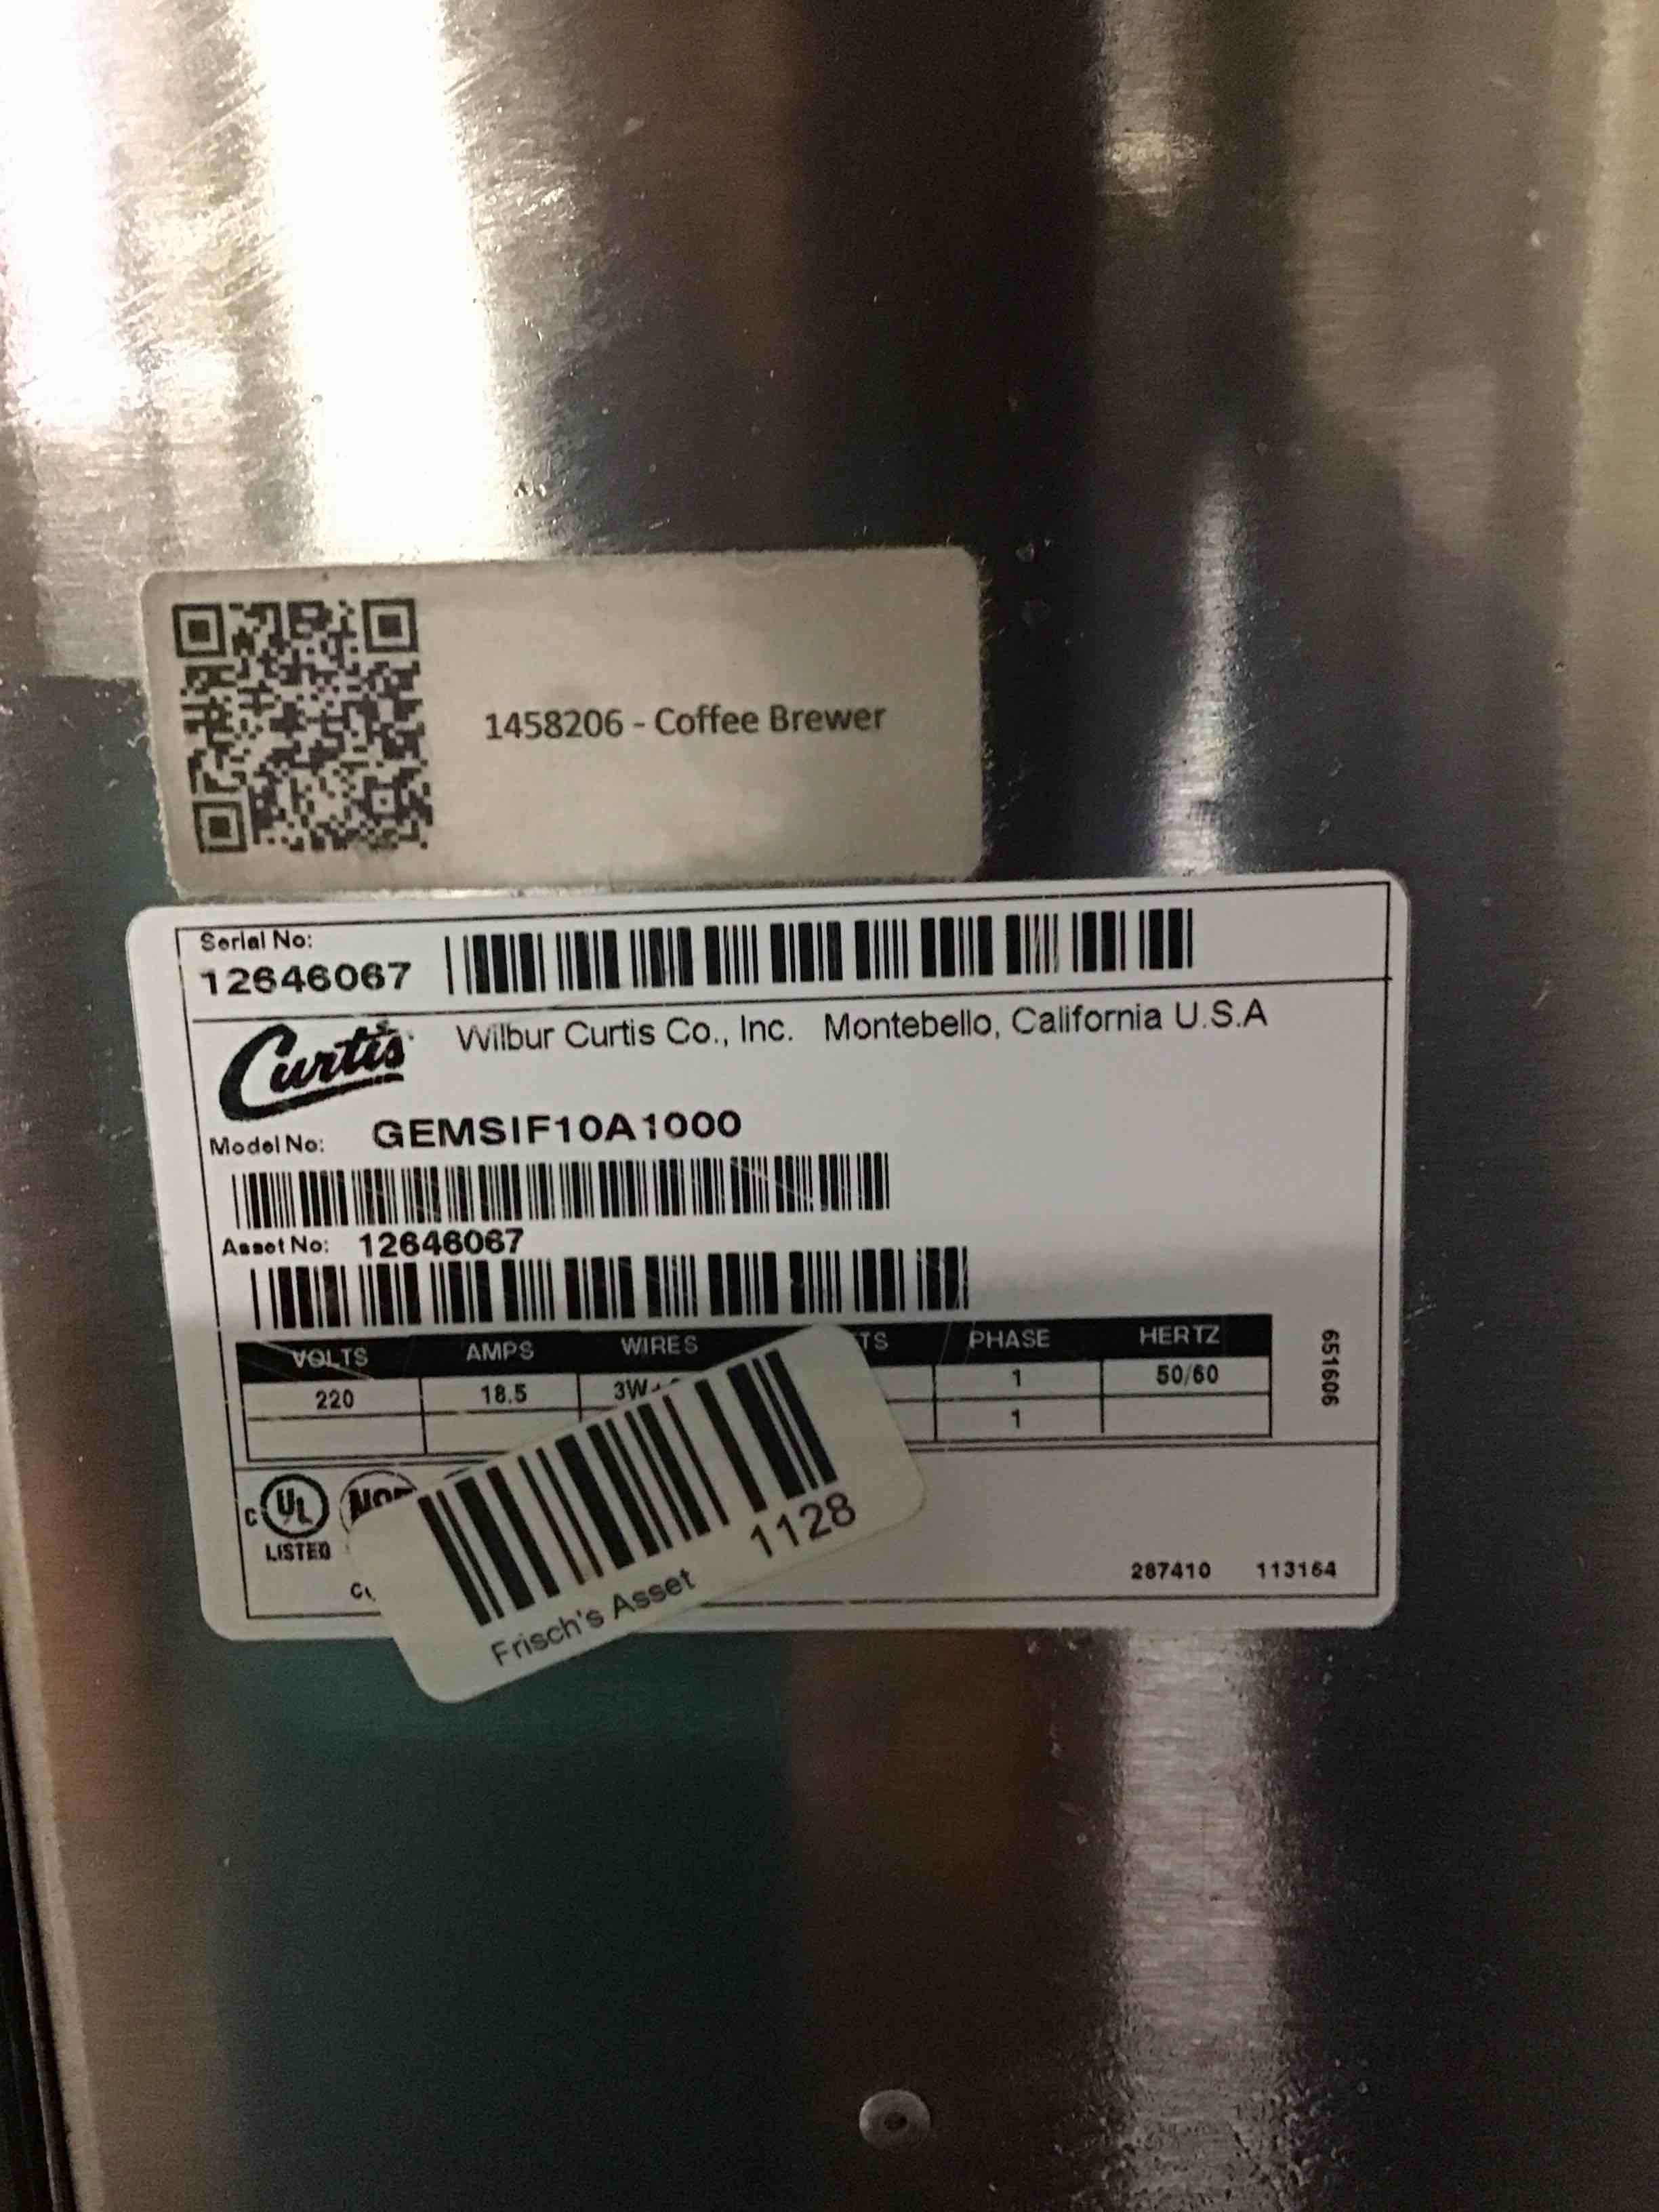 1458206 - Coffee Brewer
Serial No:
12646067
Curtis
Wilbur Curtis Co., Inc. Montebello, California U.S.A
Model No: GEMSIF10A1000
Asset No: 12646067
VOLTS AMPS WIRES PHASE HERTZ
220 18.5 3W 1 50/60
1
651606
C UL
LISTED
287410 113164
1128
Frisch's Asset